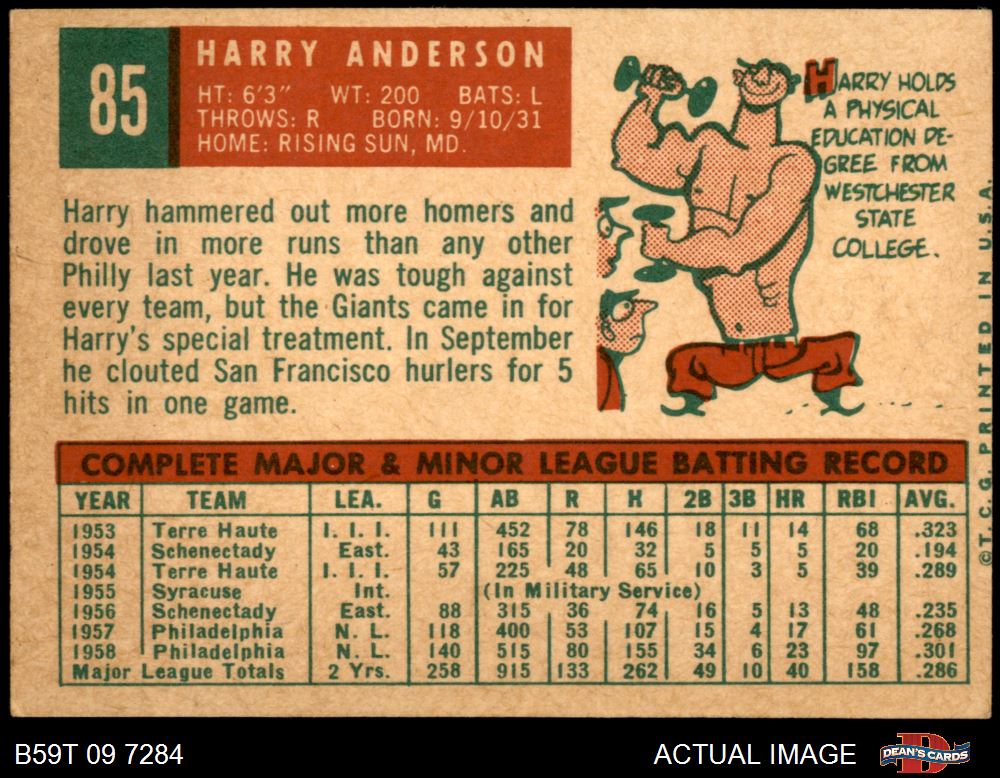 85
HARRY ANDERSON
HT: 6'3" WT: 200 BATS: L
THROWS: R BORN: 9/10/31
HOME: RISING SUN, MD.
Harry hammered out more homers and
drove in more runs than any other
Philly last year. He was tough against
every team, but the Giants came in for
Harry's special treatment. In September
he clouted San Francisco hurlers for 5
hits in one game.
HARRY HOLDS
A PHYSICAL
EDUCATION DE-
GREE FROM
WESTCHESTER
STATE
COLLEGE.
©T. C. G. PRINTED IN U.S.A.
COMPLETE MAJOR & MINOR LEAGUE BATTING RECORD
YEAR TEAM LEA. G AB R H 2B 3B HR RBI AVG.
1953 Terre Haute I. I. I. 111 452 78 146 18 11 14 68 .323
1954 Schenectady East. 43 165 20 32 5 5 5 20 .194
1954 Terre Haute I. I. I. 57 225 48 65 10 3 5 39 .289
1955 Syracuse Int. (In Military Service)
1956 Schenectady East. 88 315 36 74 16 5 13 48 .235
1957 Philadelphia N. L. 118 400 53 107 15 4 17 61 .268
1958 Philadelphia N. L. 140 515 80 155 34 6 23 97 .301
Major League Totals 2 Yrs. 258 915 133 262 49 10 40 158 .286
B59T 09 7284
ACTUAL IMAGE
D
DEAN'S CARDS